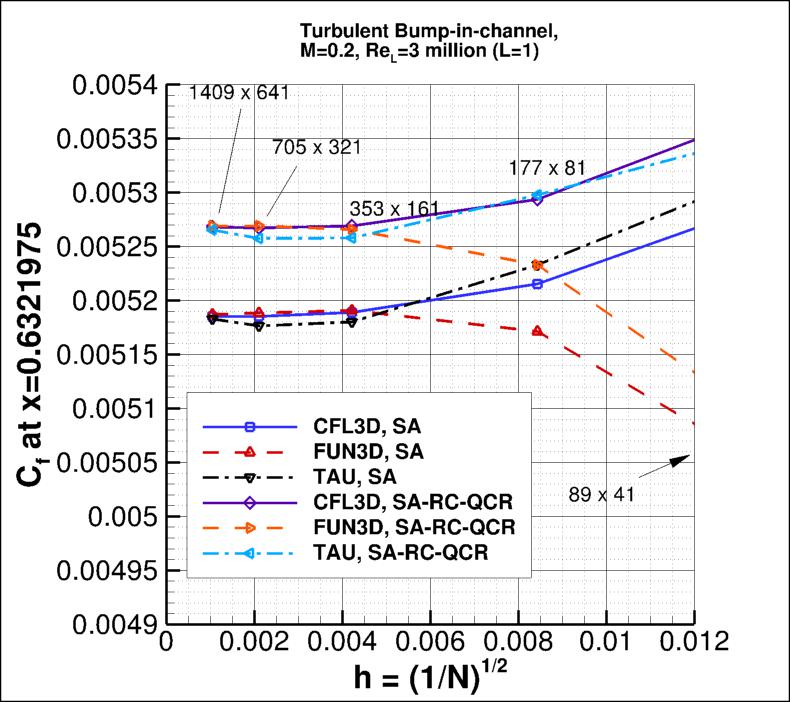 Turbulent Bump-in-channel,
M=0.2, Re_L=3 million (L=1)
0.0054
1409 x 641
0.00535
705 x 321
177 x 81
0.0053
353 x 161
0.00525
0.0052
0.00515
0.0051
0.00505
0.005
0.00495
0.0049
C_f at x=0.6321975
CFL3D, SA
FUN3D, SA
TAU, SA
CFL3D, SA-RC-QCR
FUN3D, SA-RC-QCR
TAU, SA-RC-QCR
89 x 41
0 0.002 0.004 0.006 0.008 0.01 0.012
h = (1/N)^1/2